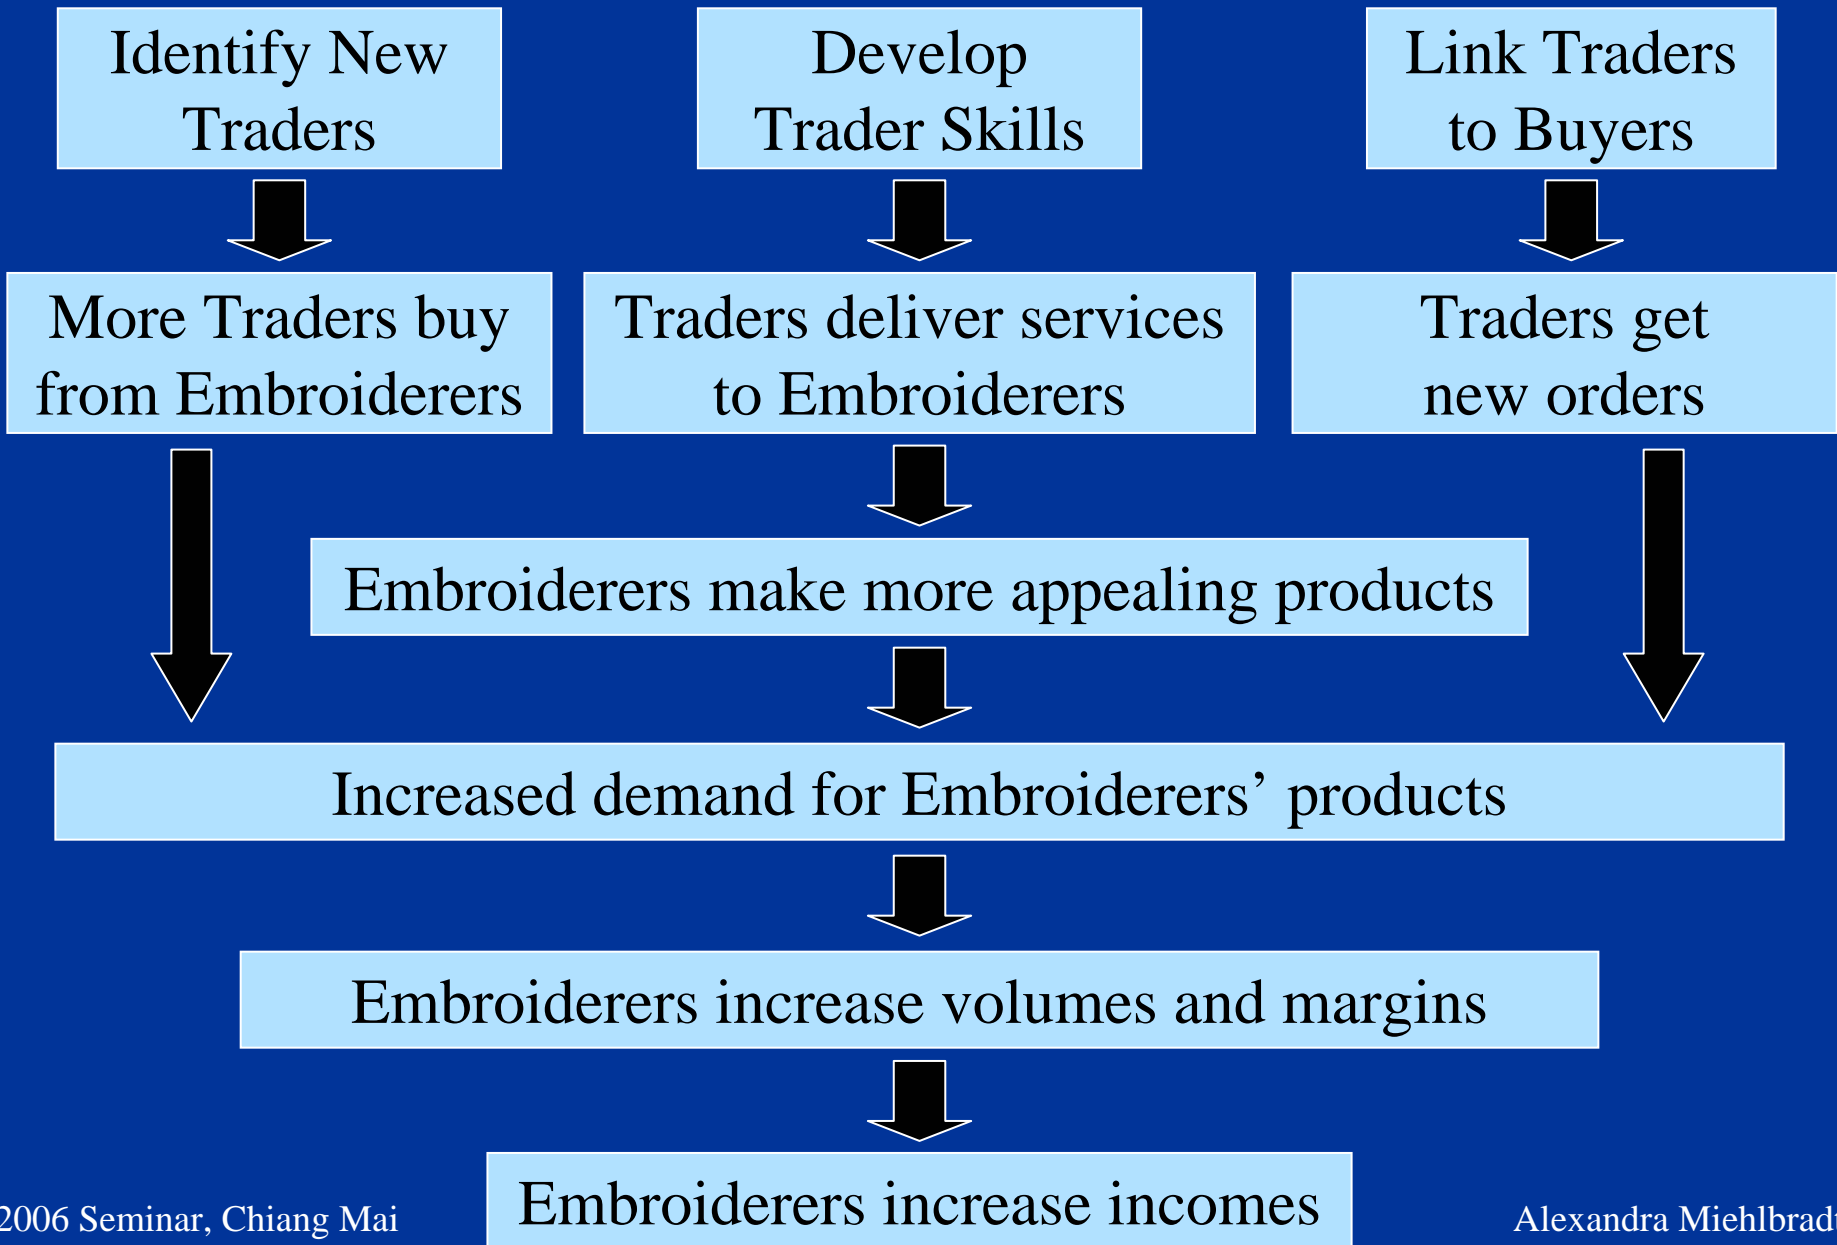 Identify New
Traders
Develop
Trader Skills
Link Traders
to Buyers
More Traders buy
from Embroiderers
Traders deliver services
to Embroiderers
Traders get
new orders
Embroiderers make more appealing products
Increased demand for Embroiderers’ products
Embroiderers increase volumes and margins
Embroiderers increase incomes
2006 Seminar, Chiang Mai
Alexandra Miehlbradt